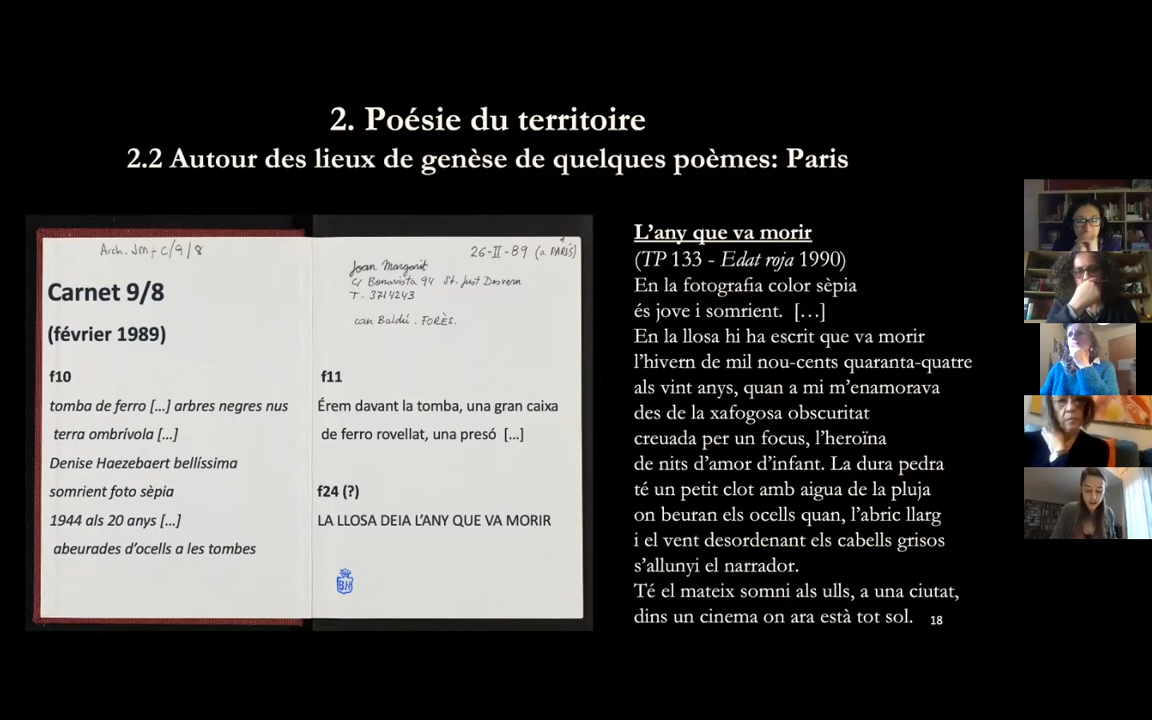 2. Poésie du territoire
2.2 Autour des lieux de genèse de quelques poèmes: Paris
Arch. Jm - C/9/8
Carnet 9/8
(février 1989)
f10
tomba de ferro […] arbres negres nus
terra ombrívola […]
Denise Haezebaert bellíssima
somrient foto sèpia
1944 als 20 anys […]
abeurades d’ocells a les tombes
26-II-89 (a PARÍS)
Joan Margarit
C/ Bonavista 94 St. Just Desvern
T. 3714243
can Baldú. FORÈS.
f11
Érem davant la tomba, una gran caixa
de ferro rovellat, una presó […]
f24 (?)
LA LLOSA DEIA L’ANY QUE VA MORIR
BN
L’any que va morir
(TP 133 - Edat roja 1990)
En la fotografia color sèpia
és jove i somrient. […]
En la llosa hi ha escrit que va morir
l’hivern de mil nou-cents quaranta-quatre
als vint anys, quan a mi m’enamorava
des de la xafogosa obscuritat
creuada per un focus, l’heroïna
de nits d’amor d’infant. La dura pedra
té un petit clot amb aigua de la pluja
on beuran els ocells quan, l’abric llarg
i el vent desordenant els cabells grisos
s’allunyi el narrador.
Té el mateix somni als ulls, a una ciutat,
dins un cinema on ara està tot sol.
18